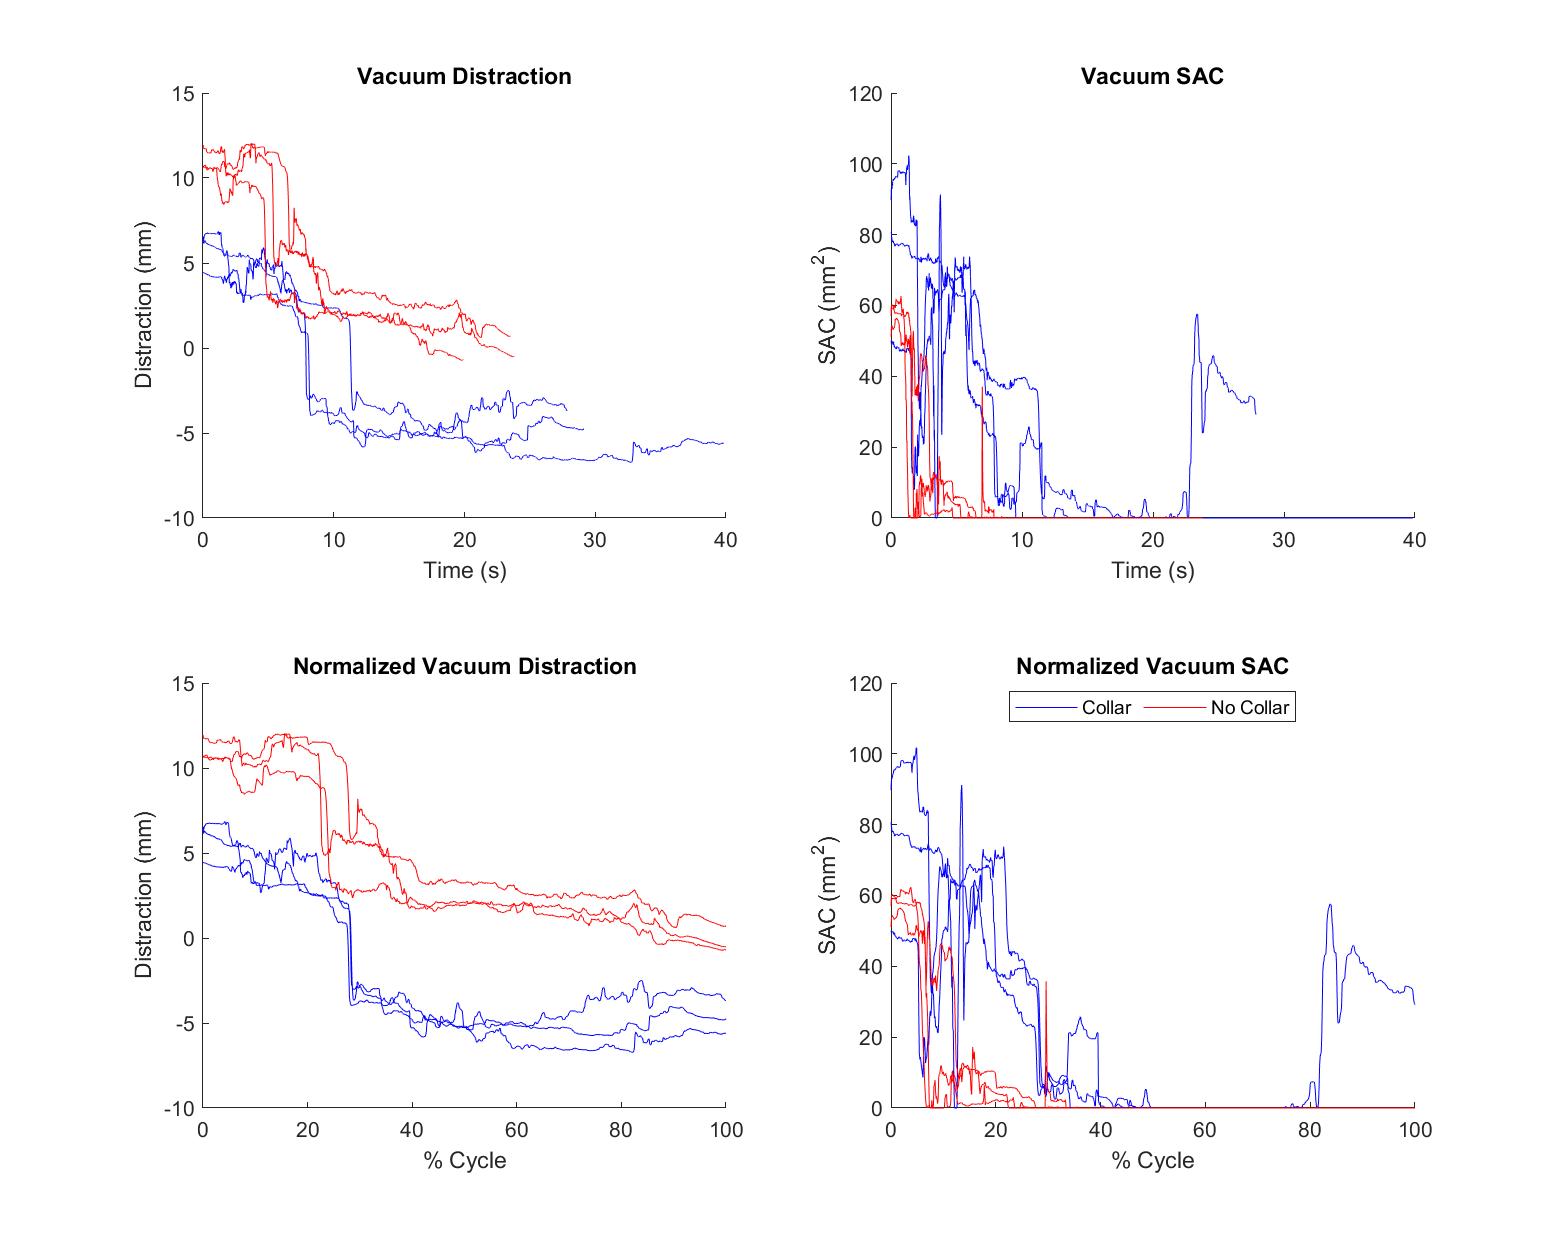 Vacuum Distraction
15
10
5
0
-5
-10
0 10 20 30 40
Time (s)
Distraction (mm)
Vacuum SAC
120
100
80
60
40
20
0
0 10 20 30 40
Time (s)
SAC (mm²)
Normalized Vacuum Distraction
15
10
5
0
-5
-10
0 20 40 60 80 100
% Cycle
Distraction (mm)
Normalized Vacuum SAC
Collar No Collar
120
100
80
60
40
20
0
0 20 40 60 80 100
% Cycle
SAC (mm²)